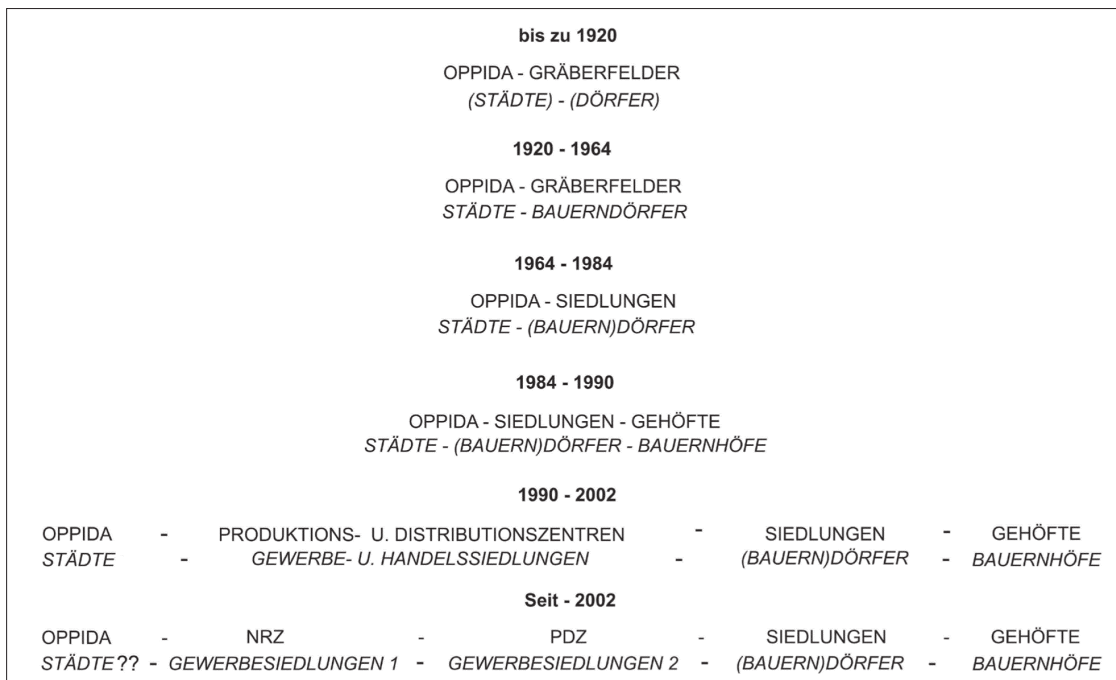 bis zu 1920
OPPIDA - GRÄBERFELDER
(STÄDTE) - (DÖRFER)
1920 - 1964
OPPIDA - GRÄBERFELDER
STÄDTE - BAUERNDÖRFER
1964 - 1984
OPPIDA - SIEDLUNGEN
STÄDTE - (BAUERN)DÖRFER
1984 - 1990
OPPIDA - SIEDLUNGEN - GEHÖFTE
STÄDTE - (BAUERN)DÖRFER - BAUERNHÖFE
1990 - 2002
OPPIDA - PRODUKTIONS- U. DISTRIBUTIONSZENTREN - SIEDLUNGEN - GEHÖFTE
STÄDTE - GEWERBE- U. HANDELSSIEDLUNGEN - (BAUERN)DÖRFER - BAUERNHÖFE
Seit - 2002
OPPIDA - NRZ - PDZ - SIEDLUNGEN - GEHÖFTE
STÄDTE?? - GEWERBESIEDLUNGEN 1 - GEWERBESIEDLUNGEN 2 - (BAUERN)DÖRFER - BAUERNHÖFE